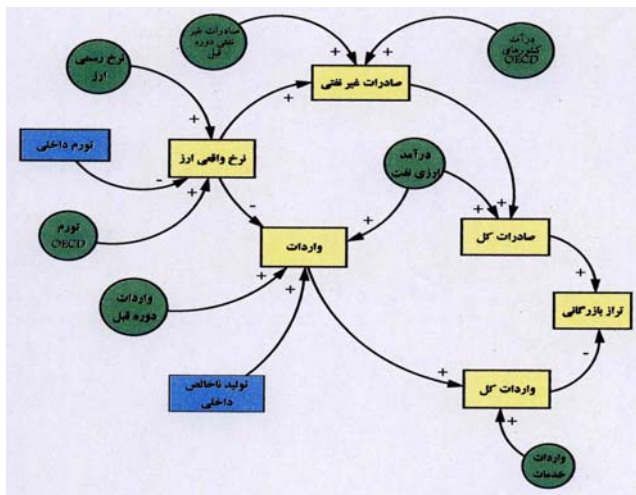 صادرات غیر
نفتی دوره
قبل
درآمد
کشورهای
OECD
نرخ رسمی
ارز
صادرات غیر نفتی
تورم داخلی
نرخ واقعی ارز
درآمد
ارزی نفت
تورم
OECD
واردات
صادرات کل
واردات
دوره قبل
تراز بازرگانی
تولید ناخالص
داخلی
واردات کل
واردات
خدمات